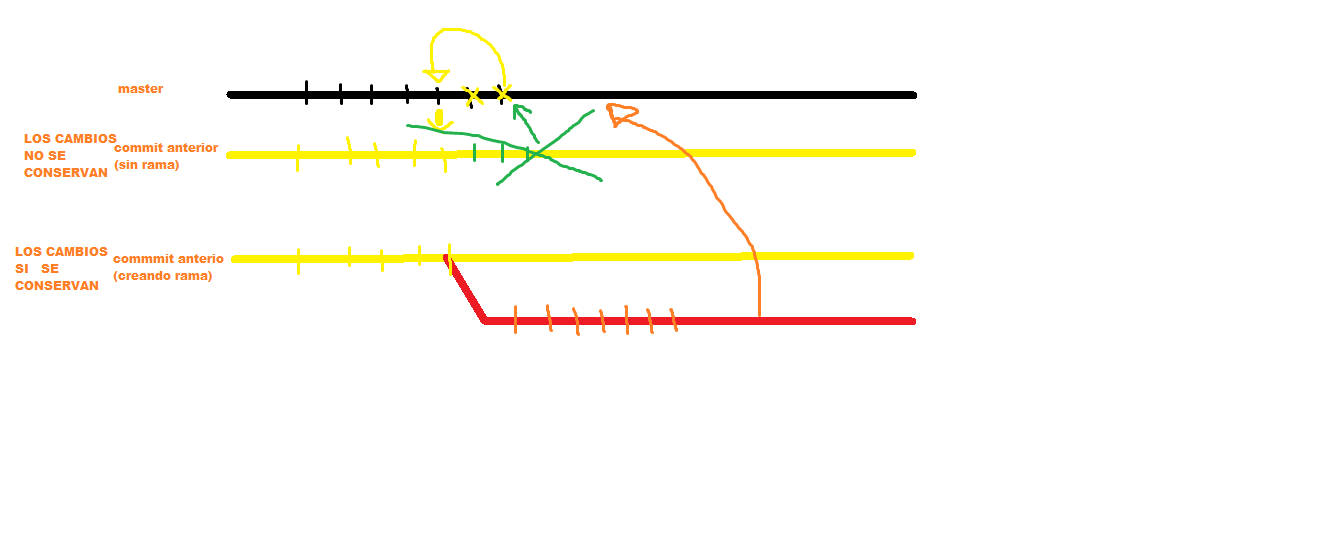 master
LOS CAMBIOS
NO SE
CONSERVAN
commit anterior
(sin rama)
LOS CAMBIOS
SI SE
CONSERVAN
commmit anterio
(creando rama)